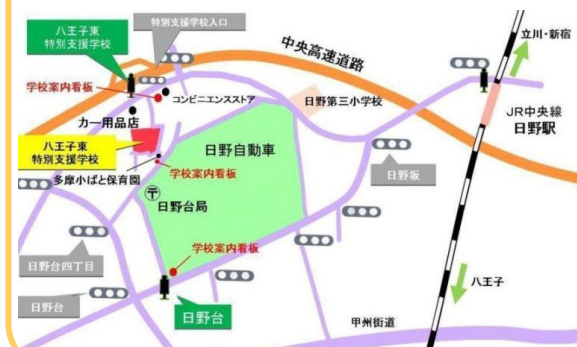 八王子東
特別支援学校
特別支援学校入口
立川・新宿
中央高速道路
学校案内看板
コンビニエンスストア
日野第三小学校
カー用品店
JR中央線
日野駅
八王子東
特別支援学校
日野自動車
日野坂
多摩小ばと保育園
学校案内看板
〒
日野台局
日野台四丁目
学校案内看板
日野台
日野台
八王子
甲州街道